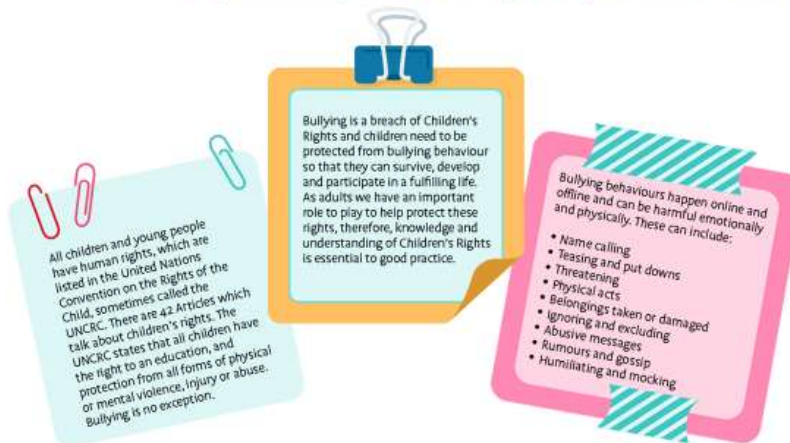 All children and young people
have human rights, which are
listed in the United Nations
Convention on the Rights of the
Child, sometimes called the
UNCRC. There are 42 Articles which
talk about children's rights. The
UNCRC states that all children have
the right to an education, and
protection from all forms of physical
or mental violence, injury or abuse.
Bullying is no exception.
Bullying is a breach of Children's
Rights and children need to be
protected from bullying behaviour
so that they can survive, develop
and participate in a fulfilling life.
As adults we have an important
role to play to help protect these
rights, therefore, knowledge and
understanding of Children's Rights
is essential to good practice.
Bullying behaviours happen online and
offline and can be harmful emotionally
and physically. These can include:
• Name calling
• Teasing and put downs
• Threatening
• Physical acts
• Belongings taken or damaged
• Ignoring and excluding
• Abusive messages
• Rumours and gossip
• Humiliating and mocking